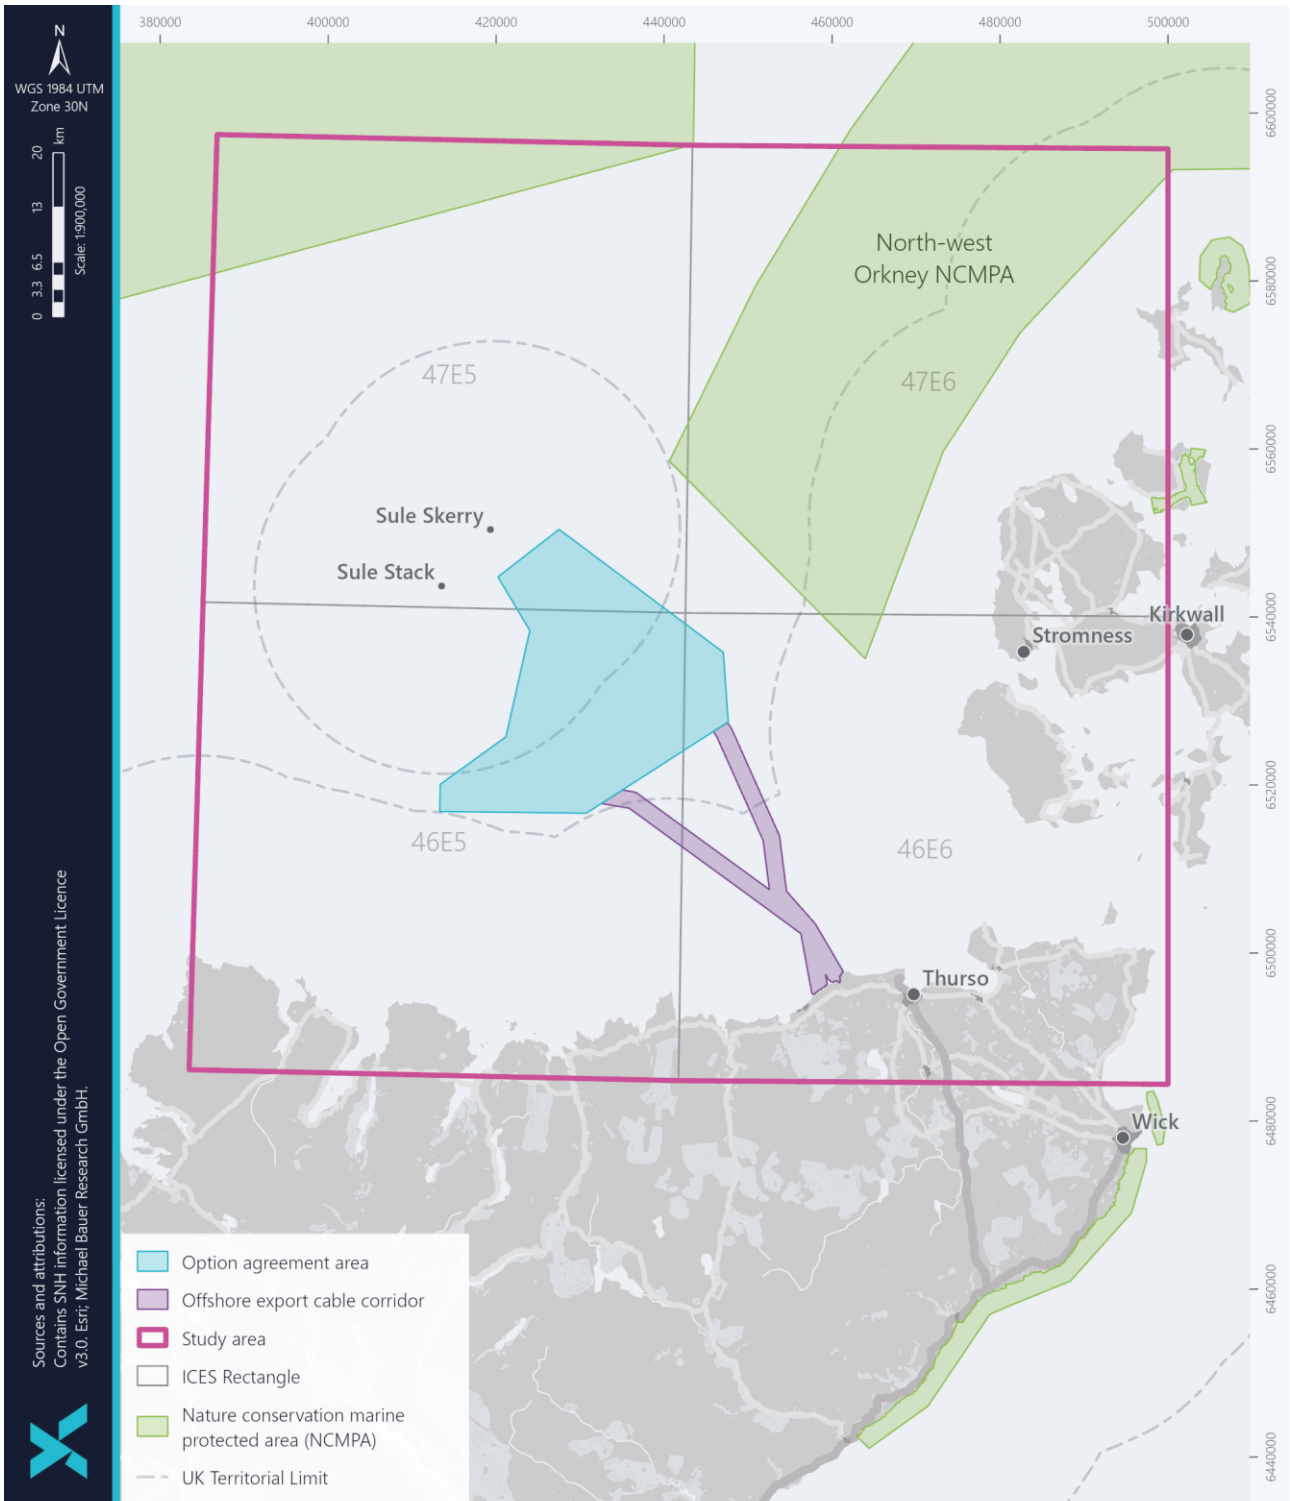 380000
400000
420000
440000
460000
480000
500000
N
WGS 1984 UTM
Zone 30N
20
13
6.5
3.3
0
km
Scale: 1:900,000
6600000
6580000
6560000
6540000
6520000
6500000
6480000
6460000
6440000
North-west
Orkney NCMPA
47E5
47E6
Sule Skerry
Sule Stack
Kirkwall
Stromness
46E5
46E6
Thurso
Wick
Sources and attributions:
Contains SNH information licensed under the Open Government Licence
v3.0. Esri; Michael Bauer Research GmbH.
Option agreement area
Offshore export cable corridor
Study area
ICES Rectangle
Nature conservation marine
protected area (NCMPA)
UK Territorial Limit